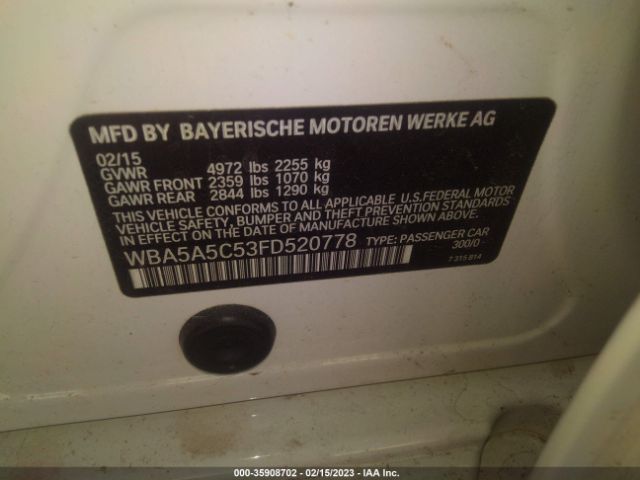 MFD BY BAYERISCHE MOTOREN WERKE AG
02/15
GVWR 4972 lbs 2255 kg
GAWR FRONT 2359 lbs 1070 kg
GAWR REAR 2844 lbs 1290 kg
THIS VEHICLE CONFORMS TO ALL APPLICABLE U.S.FEDERAL MOTOR
VEHICLE SAFETY, BUMPER, AND THEFT PREVENTION STANDARDS
IN EFFECT ON THE DATE OF MANUFACTURE SHOWN ABOVE.
WBA5A5C53FD520778 TYPE: PASSENGER CAR
300/0
7 315 814
000-35908702 - 02/15/2023 - IAA Inc.